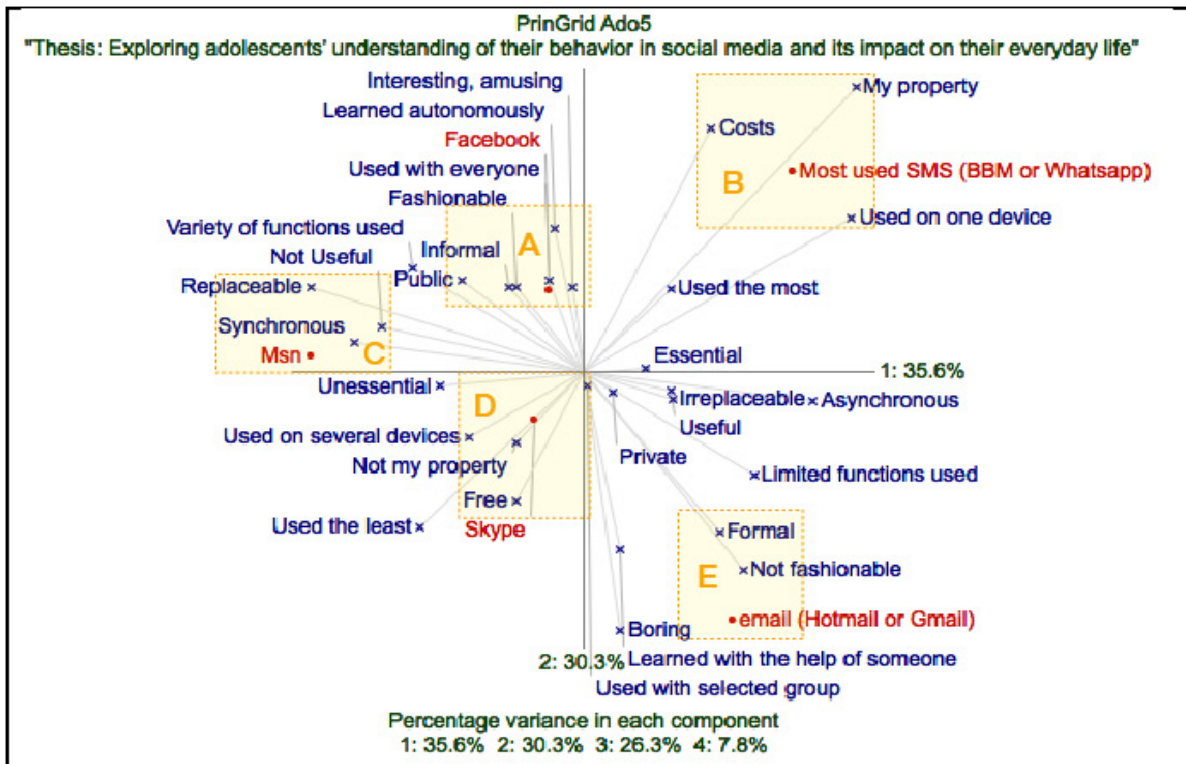 PrinGrid Ado5
"Thesis: Exploring adolescents' understanding of their behavior in social media and its impact on their everyday life"
Interesting, amusing
My property
Learned autonomously
Costs
Facebook
Used with everyone
Most used SMS (BBM or Whatsapp)
B
Fashionable
Variety of functions used
Used on one device
Informal
A
Not Useful
Public
Replaceable
Used the most
Synchronous
Msn
C
Essential
1: 35.6%
Unessential
Irreplaceable
Asynchronous
D
Useful
Used on several devices
Private
Not my property
Limited functions used
Free
Used the least
Skype
Formal
E
Not fashionable
email (Hotmail or Gmail)
Boring
2: 30.3%
Learned with the help of someone
Used with selected group
Percentage variance in each component
1: 35.6% 2: 30.3% 3: 26.3% 4: 7.8%